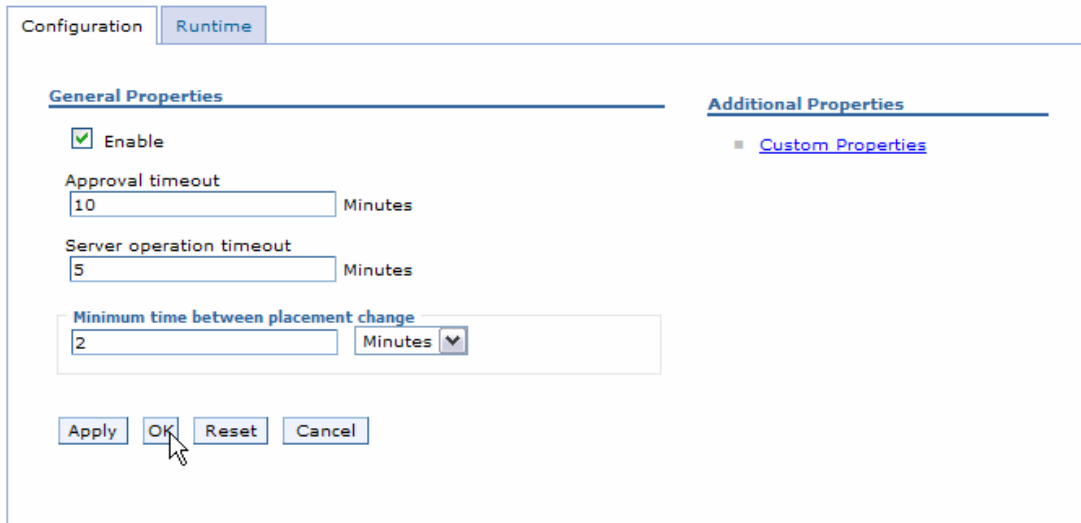 Configuration
Runtime
General Properties
Enable
Approval timeout
10 Minutes
Server operation timeout
5 Minutes
Minimum time between placement change
2 Minutes
Apply OK Reset Cancel
Additional Properties
Custom Properties